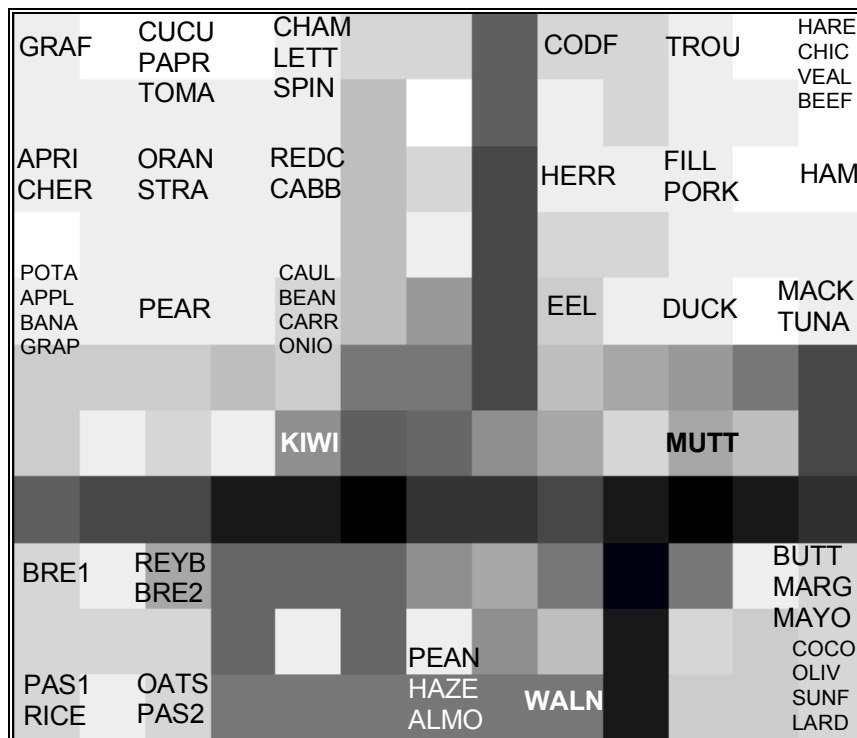 GRAF
CUCU
PAPR
TOMA
CHAM
LETT
SPIN
CODF
TROU
HARE
CHIC
VEAL
BEEF
APRI
CHER
ORAN
STRA
REDC
CABB
HERR
FILL
PORK
HAM
POTA
APPL
BANA
GRAP
PEAR
CAUL
BEAN
CARR
ONIO
EEL
DUCK
MACK
TUNA
KIWI
MUTT
BRE1
REYB
BRE2
BUTT
MARG
MAYO
PAS1
RICE
OATS
PAS2
PEAN
HAZE
ALMO
WALN
COCO
OLIV
SUNF
LARD